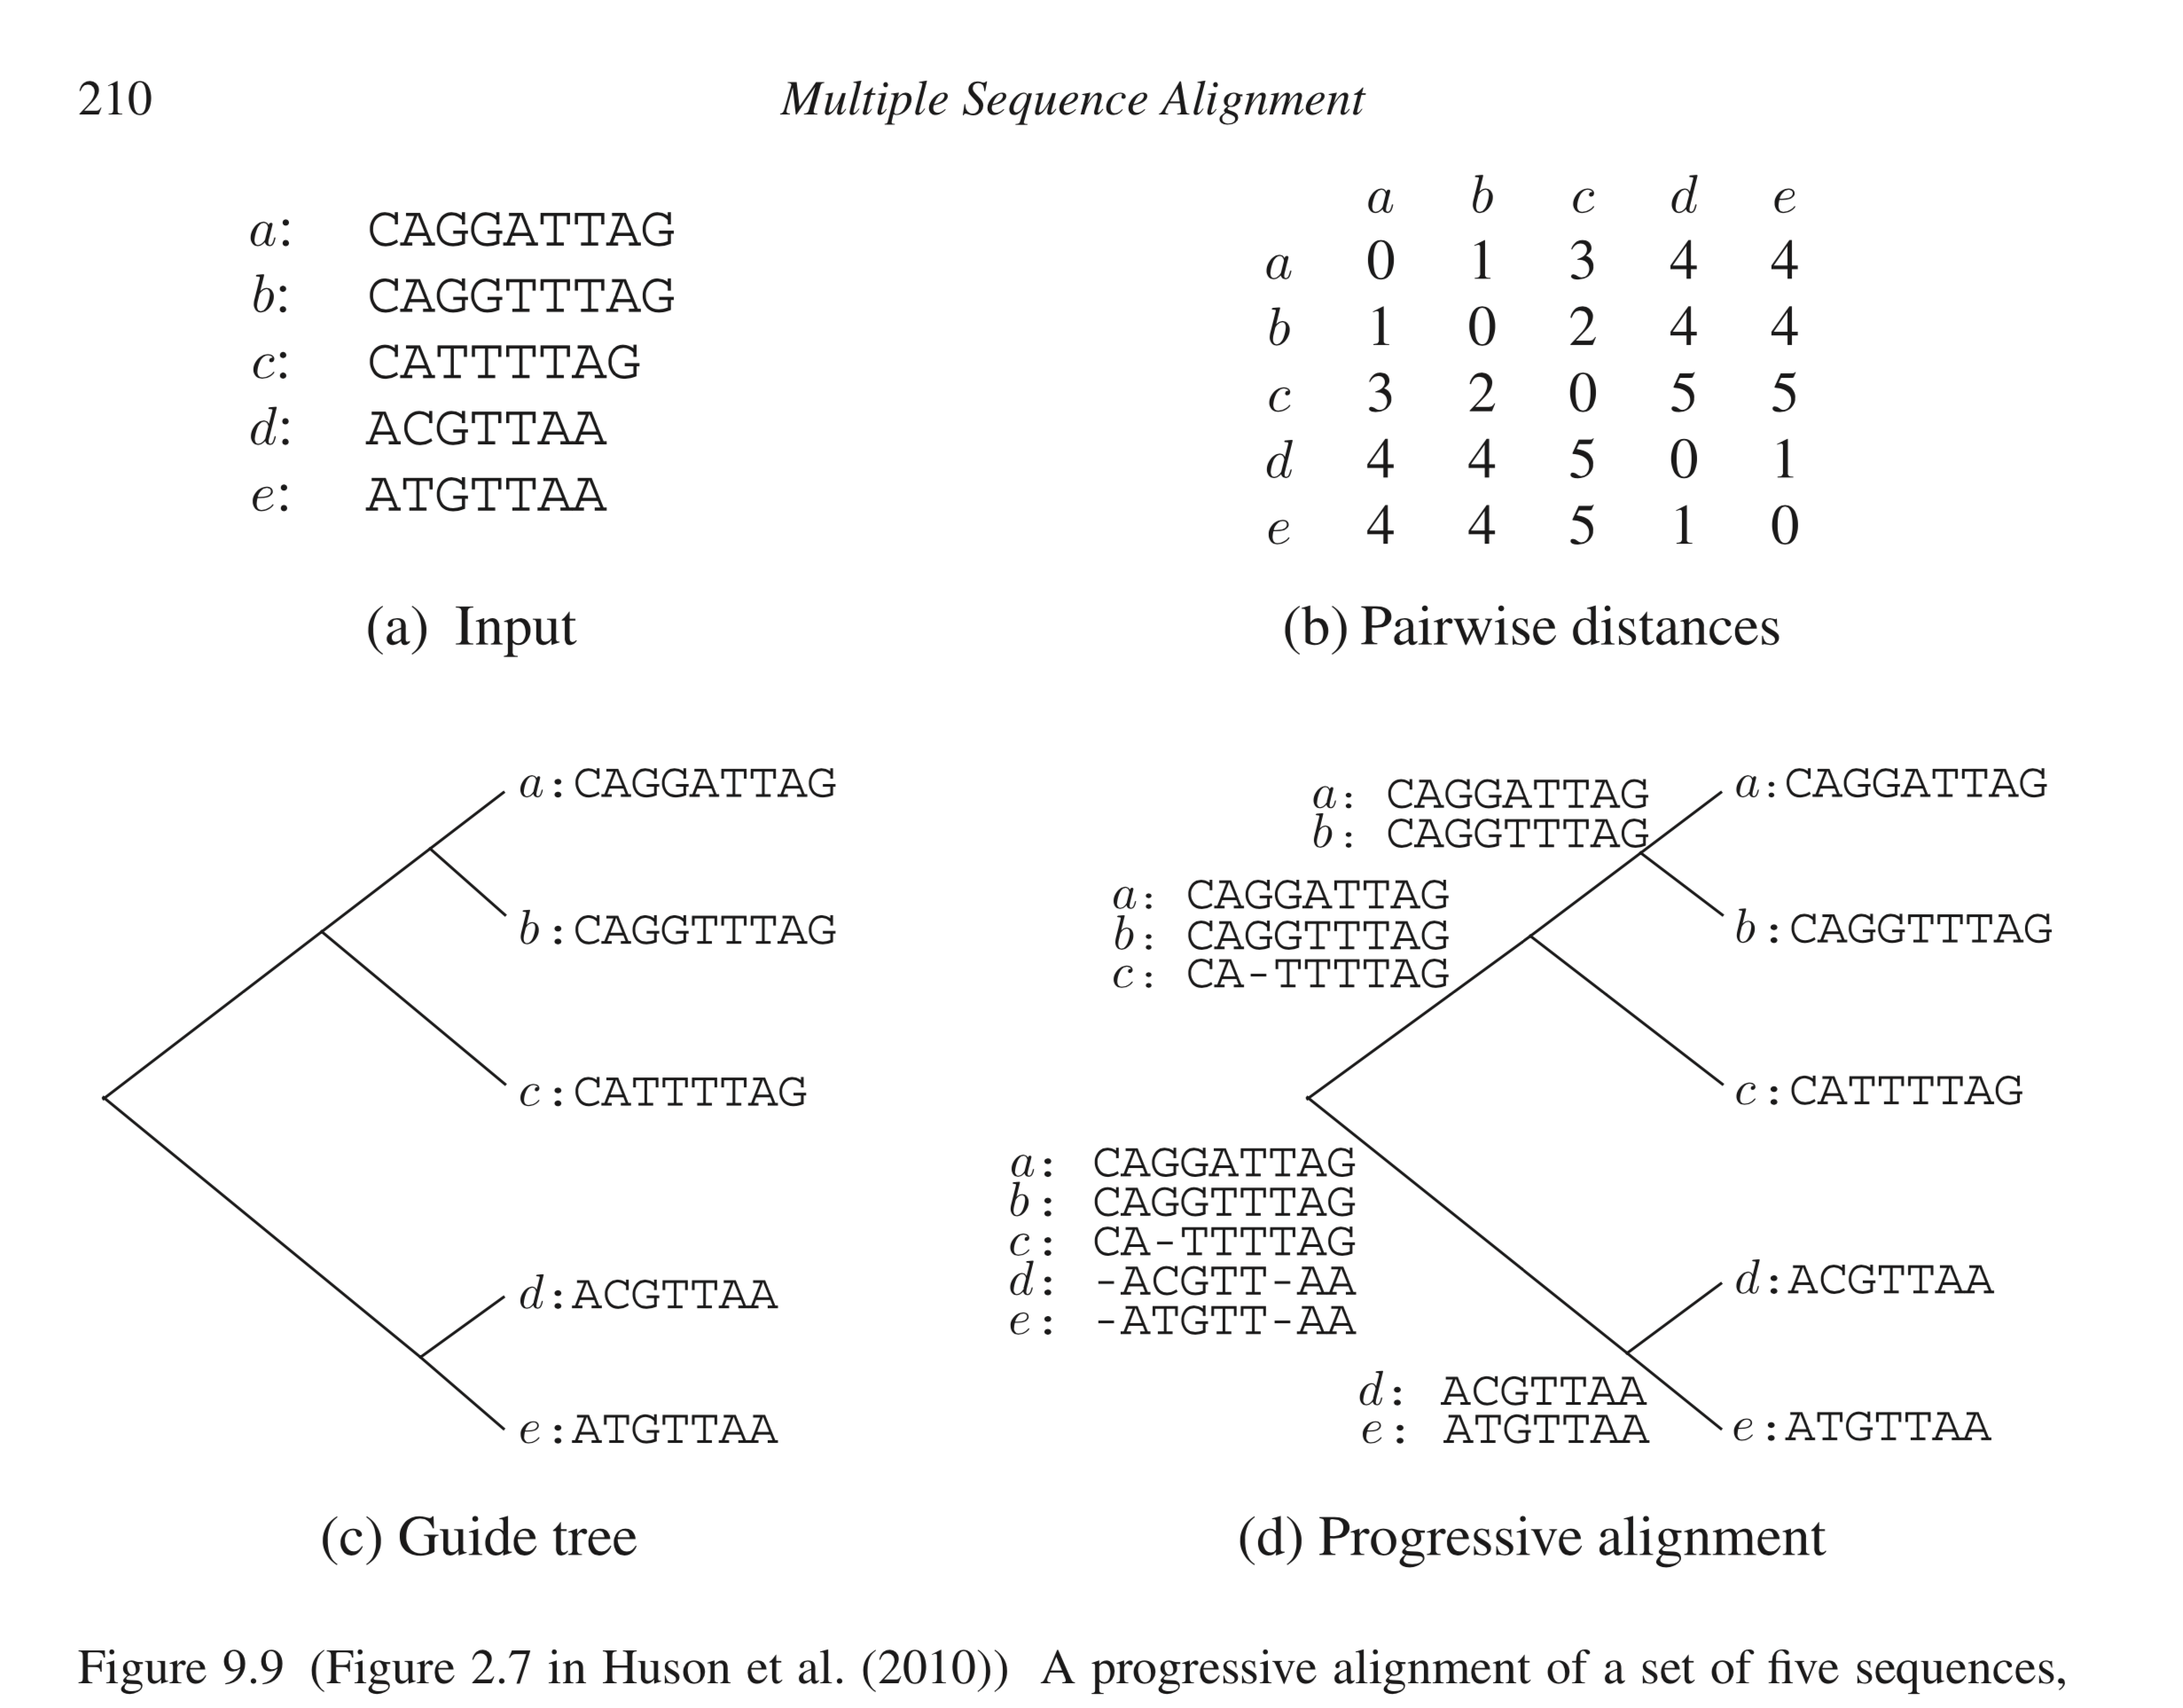 210
Multiple Sequence Alignment
a: CAGGATTAG
b: CAGGTTTAG
c: CATTTTAG
d: ACGTTAA
e: ATGTTAA
(a) Input
a b c d e
a 0 1 3 4 4
b 1 0 2 4 4
c 3 2 0 5 5
d 4 4 5 0 1
e 4 4 5 1 0
(b) Pairwise distances
a:CAGGATTAG
b:CAGGTTTAG
c:CATTTTAG
d:ACGTTAA
e:ATGTTAA
(c) Guide tree
a: CAGGATTAG
b: CAGGTTTAG
a:CAGGATTAG
b:CAGGTTTAG
a: CAGGATTAG
b: CAGGTTTAG
c: CA-TTTTAG
c:CATTTTAG
a: CAGGATTAG
b: CAGGTTTAG
c: CA-TTTTAG
d: -ACGTT-AA
e: -ATGTT-AA
d:ACGTTAA
d: ACGTTAA
e: ATGTTAA
e:ATGTTAA
(d) Progressive alignment
Figure 9.9 (Figure 2.7 in Huson et al. (2010)) A progressive alignment of a set of five sequences,